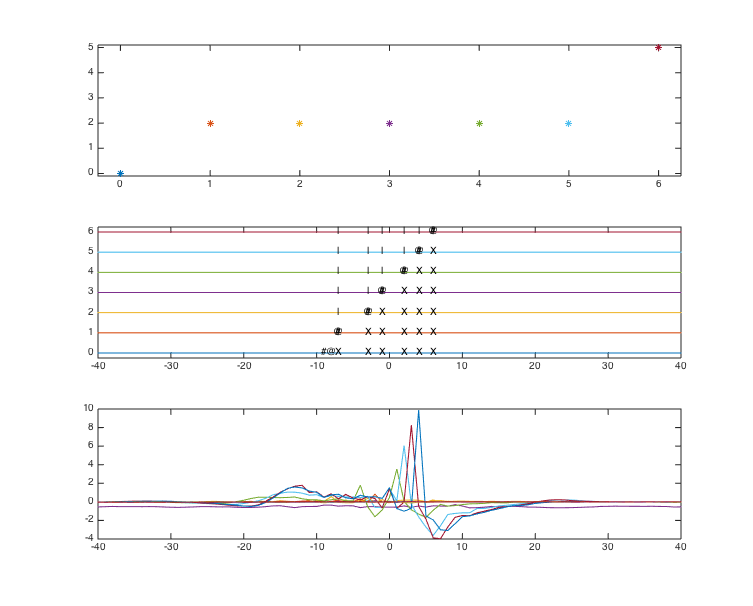 5
4
3
2
1
0
0 1 2 3 4 5 6
6 | | | | | @
5 | | | | @ X
4 | | | @ X X
3 | | @ X X X
2 | @ X X X X
1 @ X X X X X
0 #@X X X X X X
-40 -30 -20 -10 0 10 20 30 40
10
8
6
4
2
0
-2
-4
-40 -30 -20 -10 0 10 20 30 40